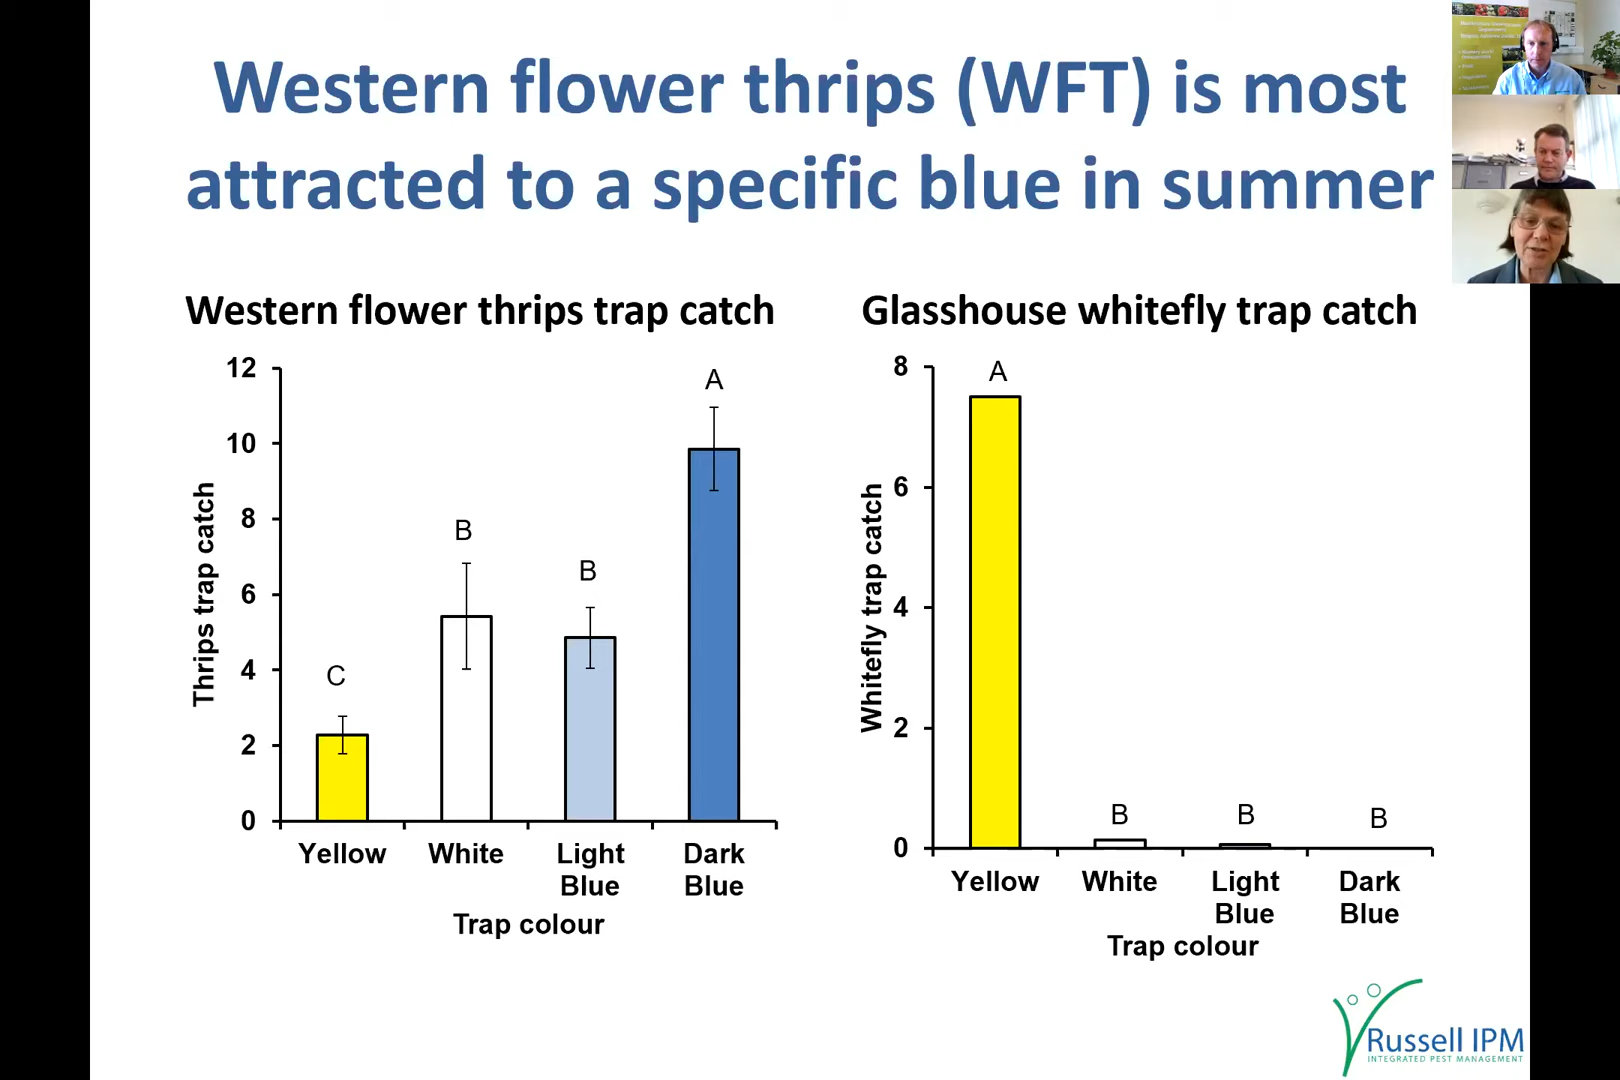 Western flower thrips (WFT) is most
attracted to a specific blue in summer
Western flower thrips trap catch
12
10
8
6
4
2
0
Thrips trap catch
C
B
B
A
Yellow
White
Light
Blue
Dark
Blue
Trap colour
Glasshouse whitefly trap catch
8
6
4
2
0
Whitefly trap catch
A
B
B
B
Yellow
White
Light
Blue
Dark
Blue
Trap colour
Russell IPM
INTEGRATED PEST MANAGEMENT